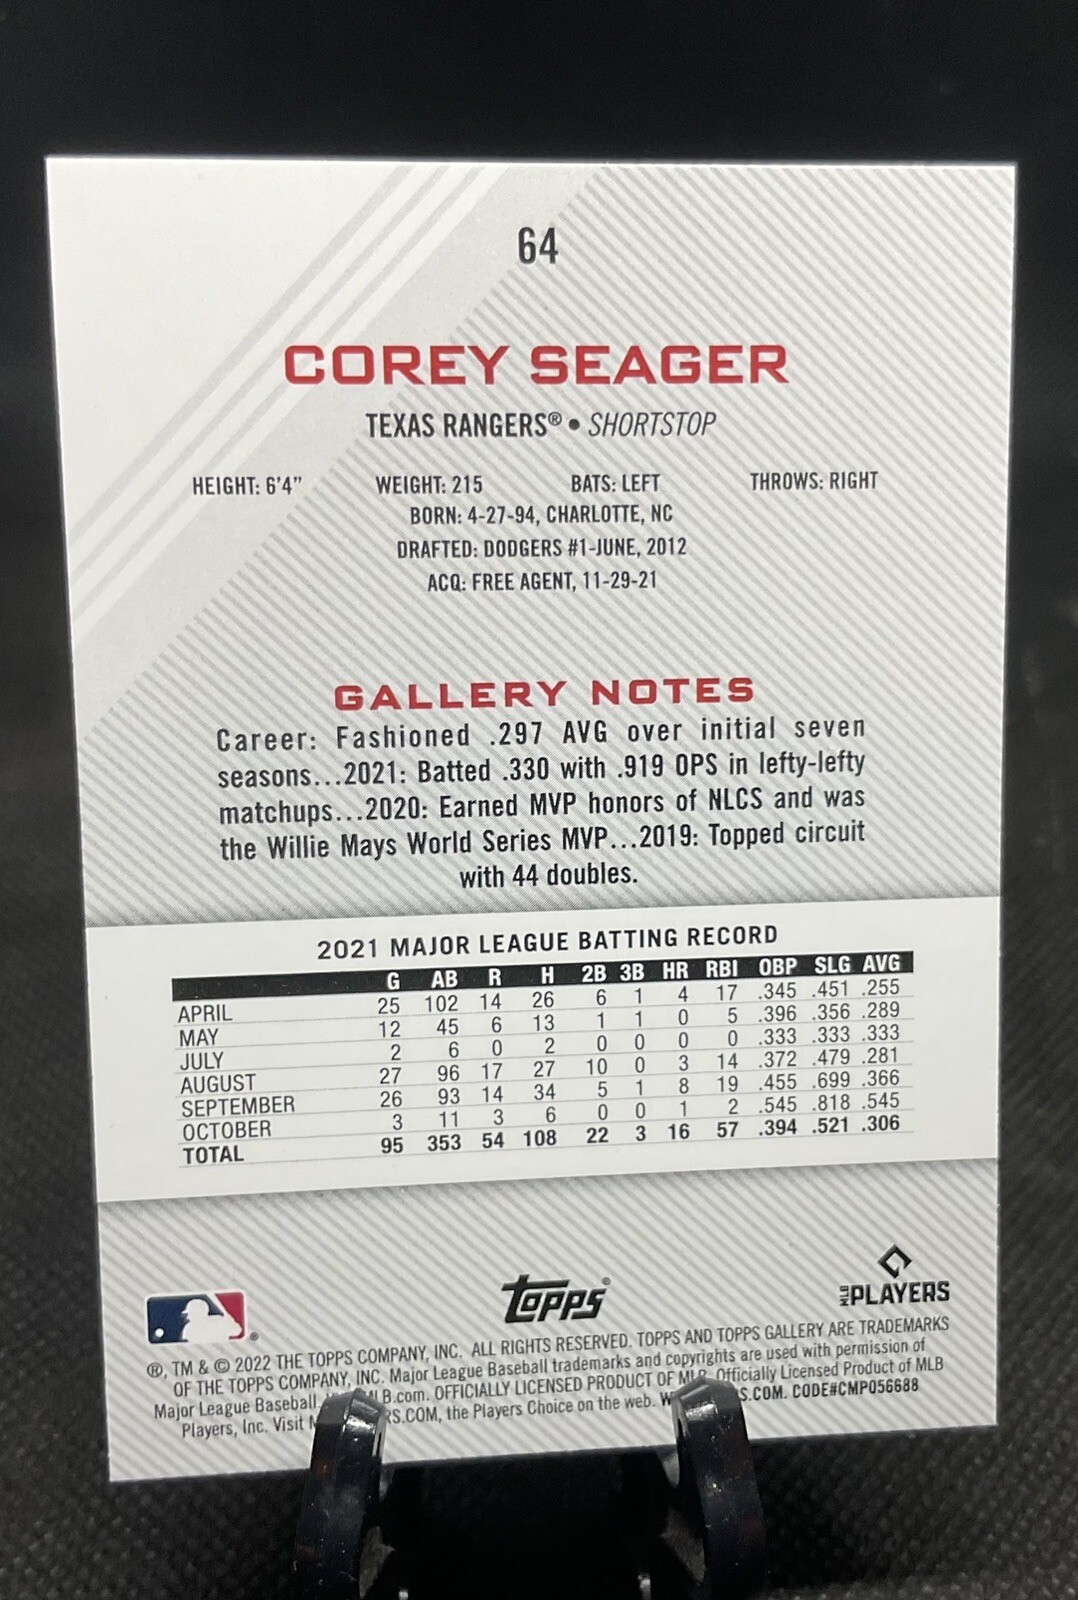 64
COREY SEAGER
TEXAS RANGERS® • SHORTSTOP
HEIGHT: 6'4" WEIGHT: 215 BATS: LEFT THROWS: RIGHT
BORN: 4-27-94, CHARLOTTE, NC
DRAFTED: DODGERS #1-JUNE, 2012
ACQ: FREE AGENT, 11-29-21
GALLERY NOTES
Career: Fashioned .297 AVG over initial seven
seasons...2021: Batted .330 with .919 OPS in lefty-lefty
matchups...2020: Earned MVP honors of NLCS and was
the Willie Mays World Series MVP...2019: Topped circuit
with 44 doubles.
2021 MAJOR LEAGUE BATTING RECORD
G AB R H 2B 3B HR RBI OBP SLG AVG
APRIL 25 102 14 26 6 1 4 17 .345 .451 .255
MAY 12 45 6 13 1 1 0 5 .396 .356 .289
JULY 2 6 0 2 0 0 0 0 .333 .333 .333
AUGUST 27 96 17 27 10 0 3 14 .372 .479 .281
SEPTEMBER 26 93 14 34 5 1 8 19 .455 .699 .366
OCTOBER 3 11 3 6 0 0 1 2 .545 .818 .545
TOTAL 95 353 54 108 22 3 16 57 .394 .521 .306
topps®
MLB PLAYERS
®, TM & © 2022 THE TOPPS COMPANY, INC. ALL RIGHTS RESERVED. TOPPS AND TOPPS GALLERY ARE TRADEMARKS
OF THE TOPPS COMPANY, INC. Major League Baseball trademarks and copyrights are used with permission of
Major League Baseball. B.com. OFFICIALLY LICENSED PRODUCT OF MLB Officially Licensed Product of MLB
Players, Inc. Visit RS.COM, the Players Choice on the web. S.COM. CODE#CMP056688